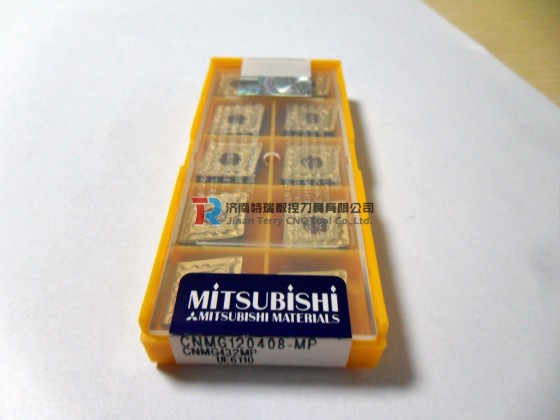 济南特瑞数控刀具有限公司
Jinan Terry CNC Tool Co.,Ltd.
MITSUBISHI
MITSUBISHI MATERIALS
CNMG120408-MP
CNMG432MP
UE6110